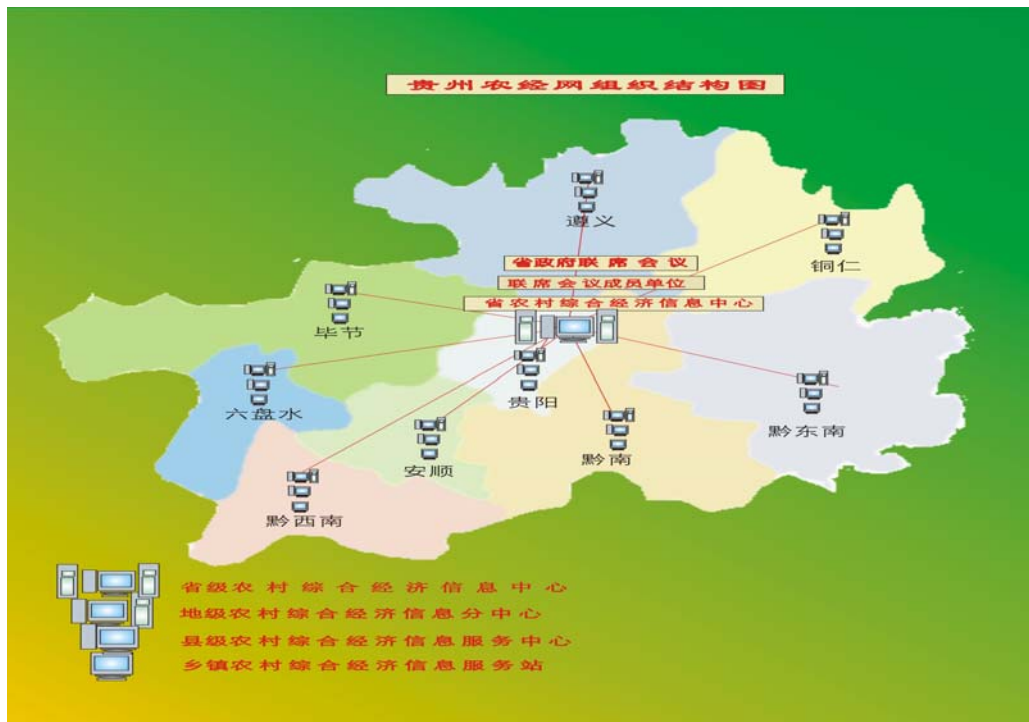 贵州农经网组织结构图
遵义
铜仁
省政府联席会议
联席会议成员单位
省农村综合经济信息中心
毕节
贵阳
六盘水
黔东南
安顺
黔南
黔西南
省级农村综合经济信息中心
地级农村综合经济信息分中心
县级农村综合经济信息服务中心
乡镇农村综合经济信息服务站